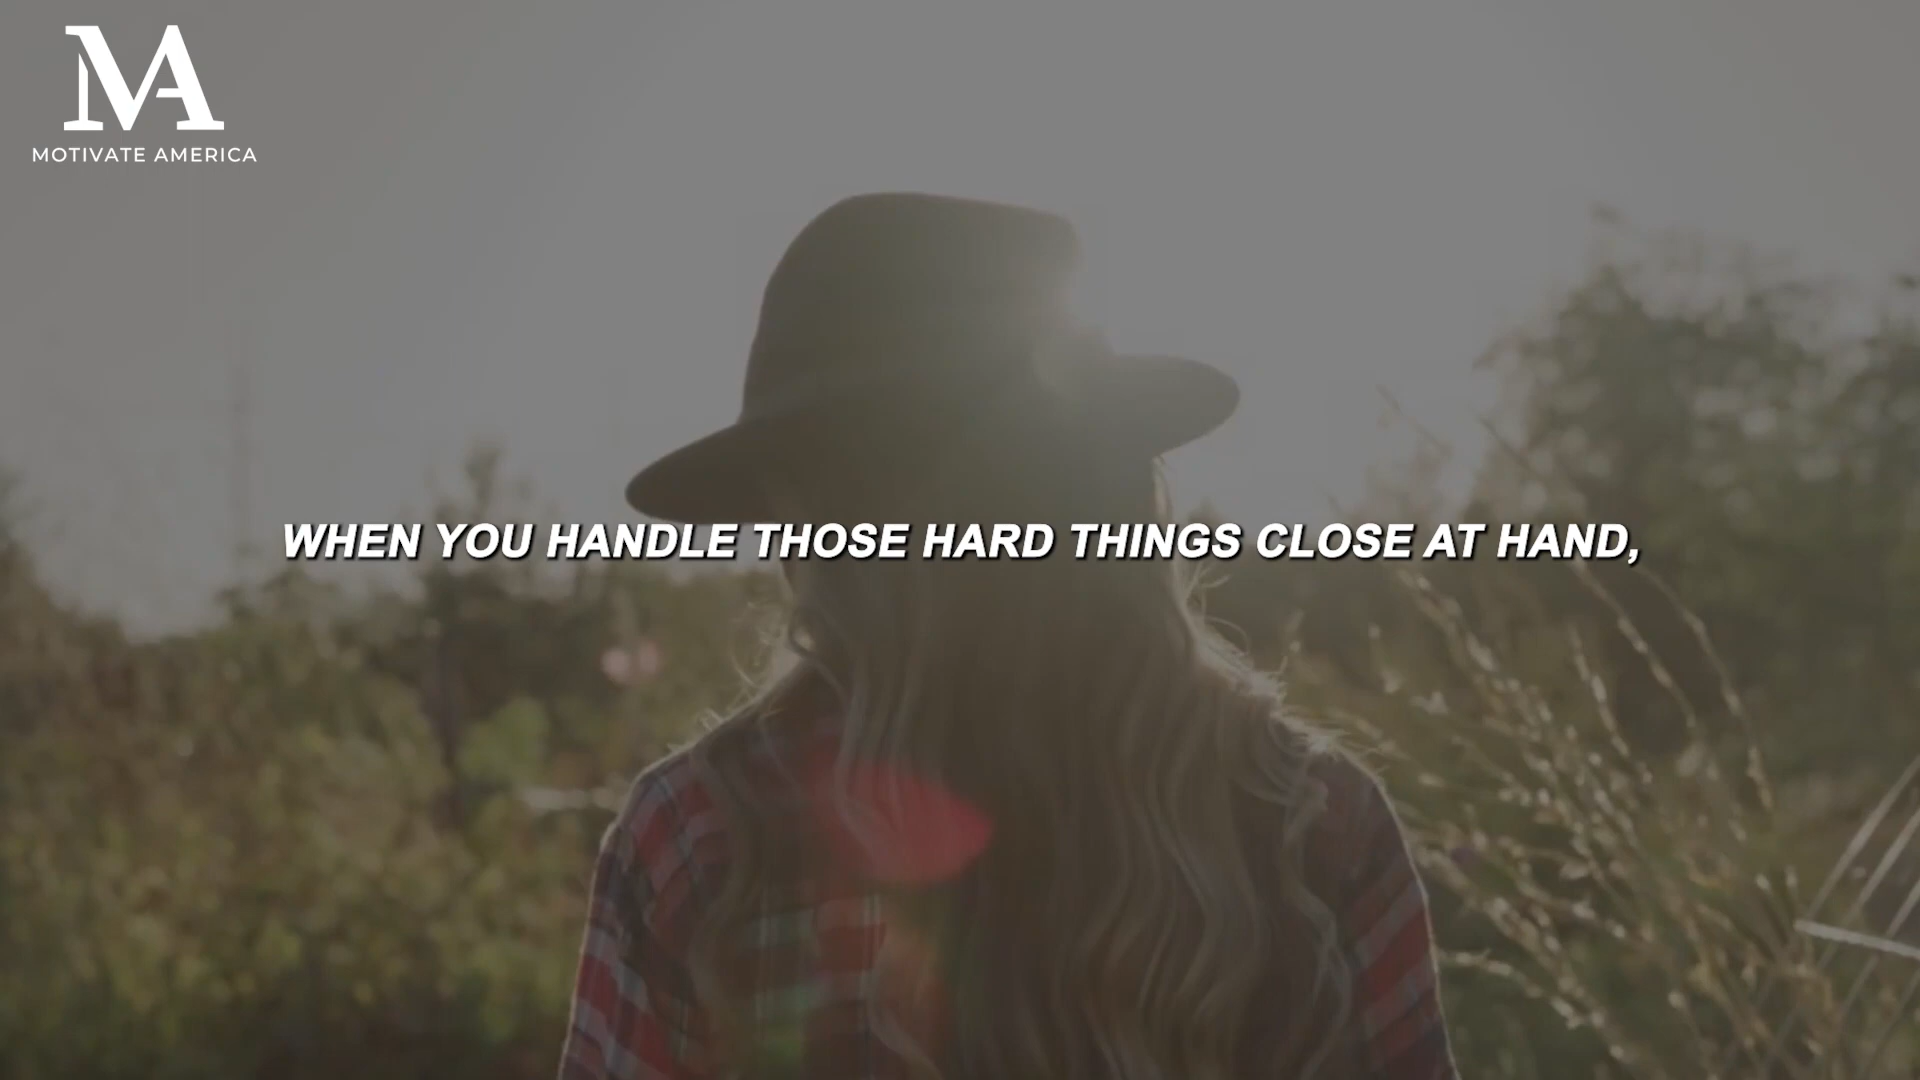 MA
MOTIVATE AMERICA
WHEN YOU HANDLE THOSE HARD THINGS CLOSE AT HAND,